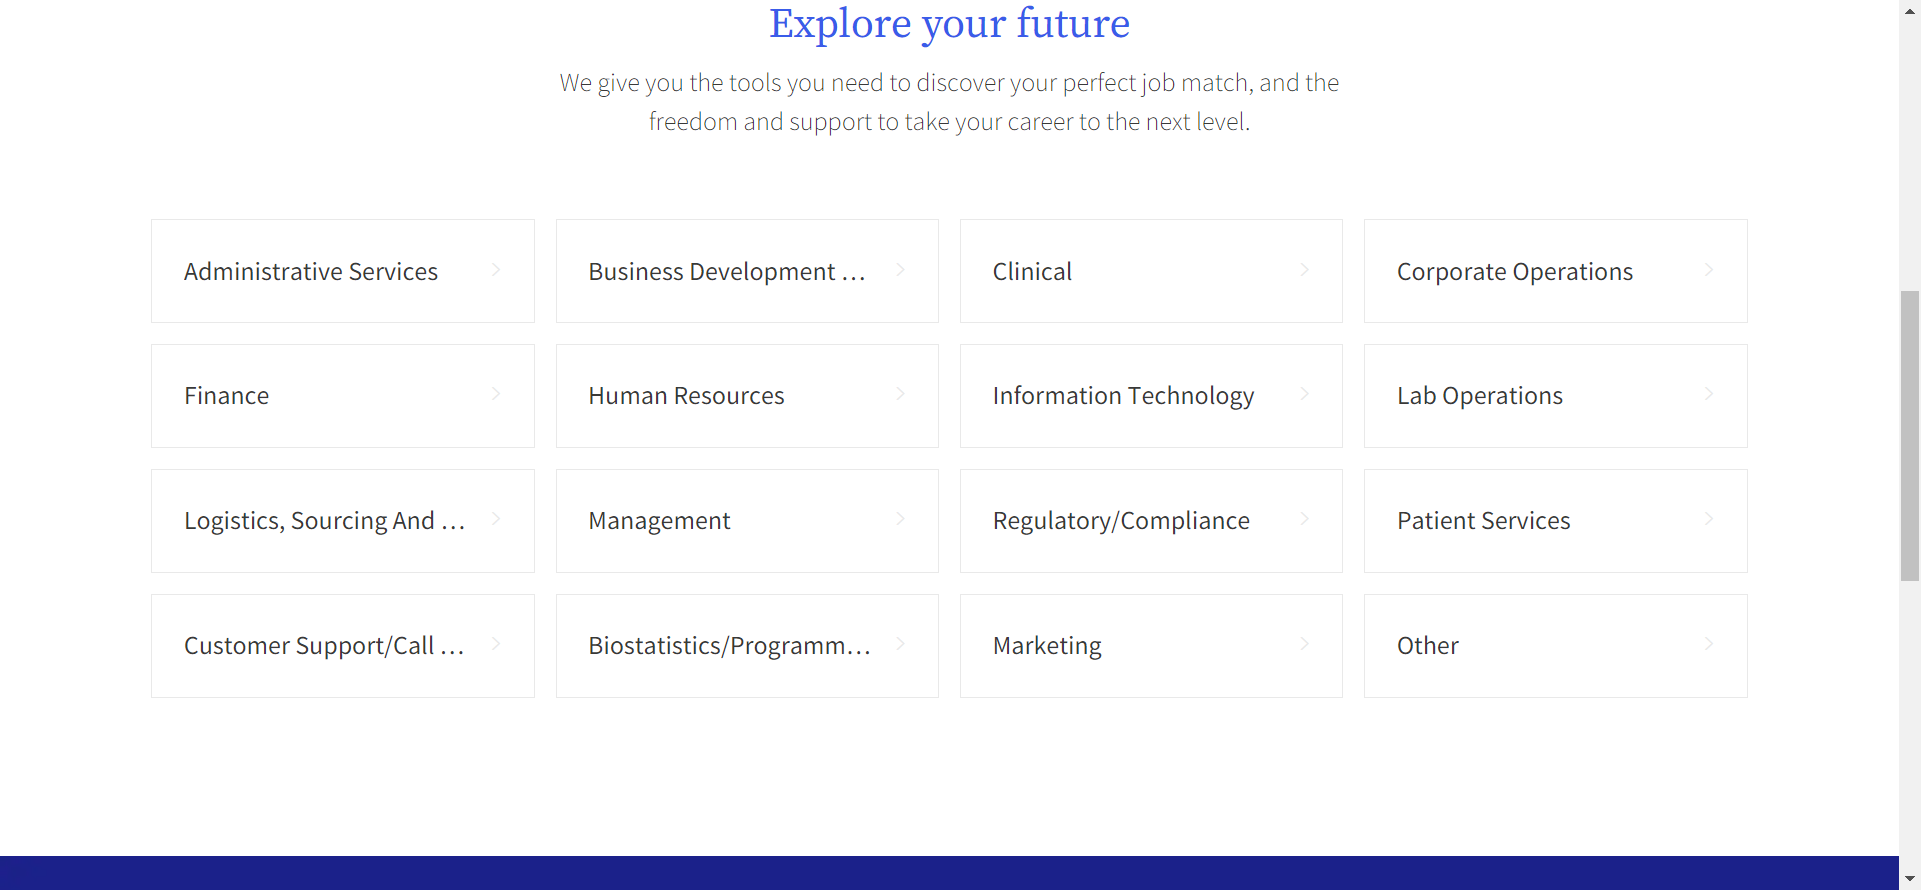 Explore your future
We give you the tools you need to discover your perfect job match, and the
freedom and support to take your career to the next level.
Administrative Services
Business Development ...
Clinical
Corporate Operations
Finance
Human Resources
Information Technology
Lab Operations
Logistics, Sourcing And ...
Management
Regulatory/Compliance
Patient Services
Customer Support/Call ...
Biostatistics/Programm...
Marketing
Other